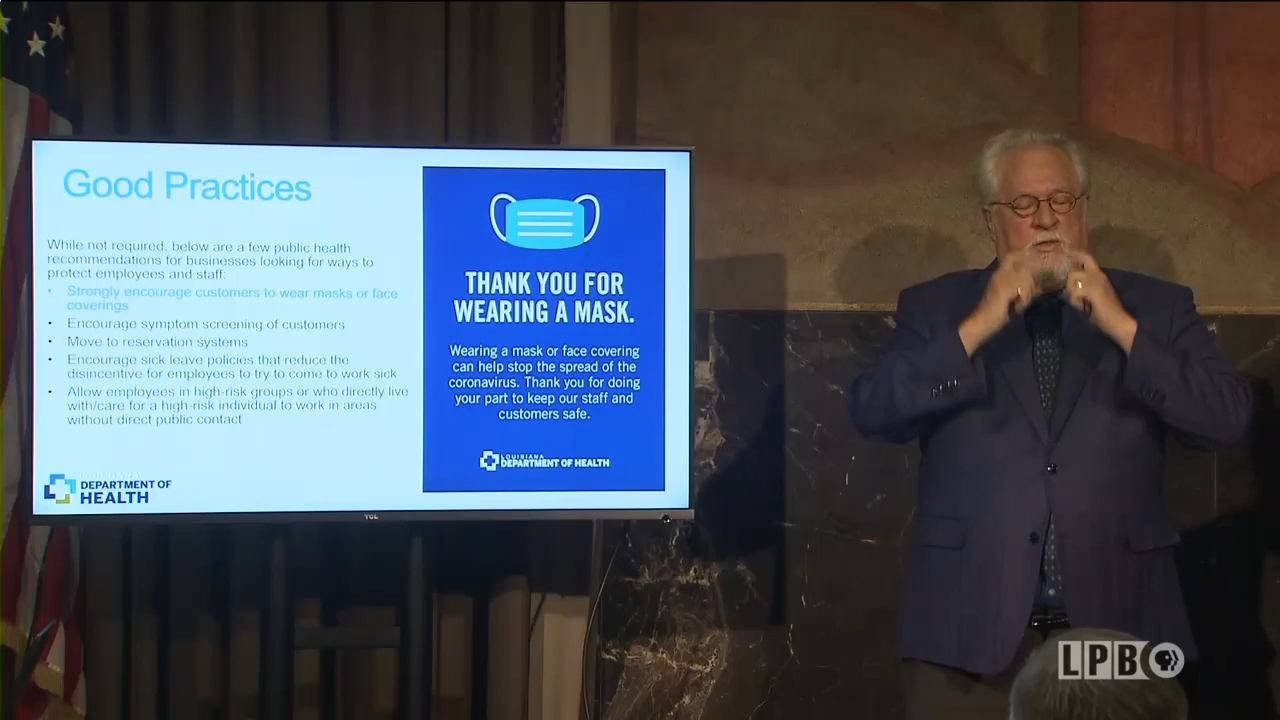 Good Practices
While not required, below are a few public health
recommendations for businesses looking for ways to
protect employees and staff:
• Strongly encourage customers to wear masks or face
coverings
• Encourage symptom screening of customers
• Move to reservation systems
• Encourage sick leave policies that reduce the
disincentive for employees to try to come to work sick
• Allow employees in high-risk groups or who directly live
with/care for a high-risk individual to work in areas
without direct public contact
DEPARTMENT OF
HEALTH
THANK YOU FOR
WEARING A MASK.
Wearing a mask or face covering
can help stop the spread of the
coronavirus. Thank you for doing
your part to keep our staff and
customers safe.
LOUISIANA
DEPARTMENT OF HEALTH
TCL
LPB